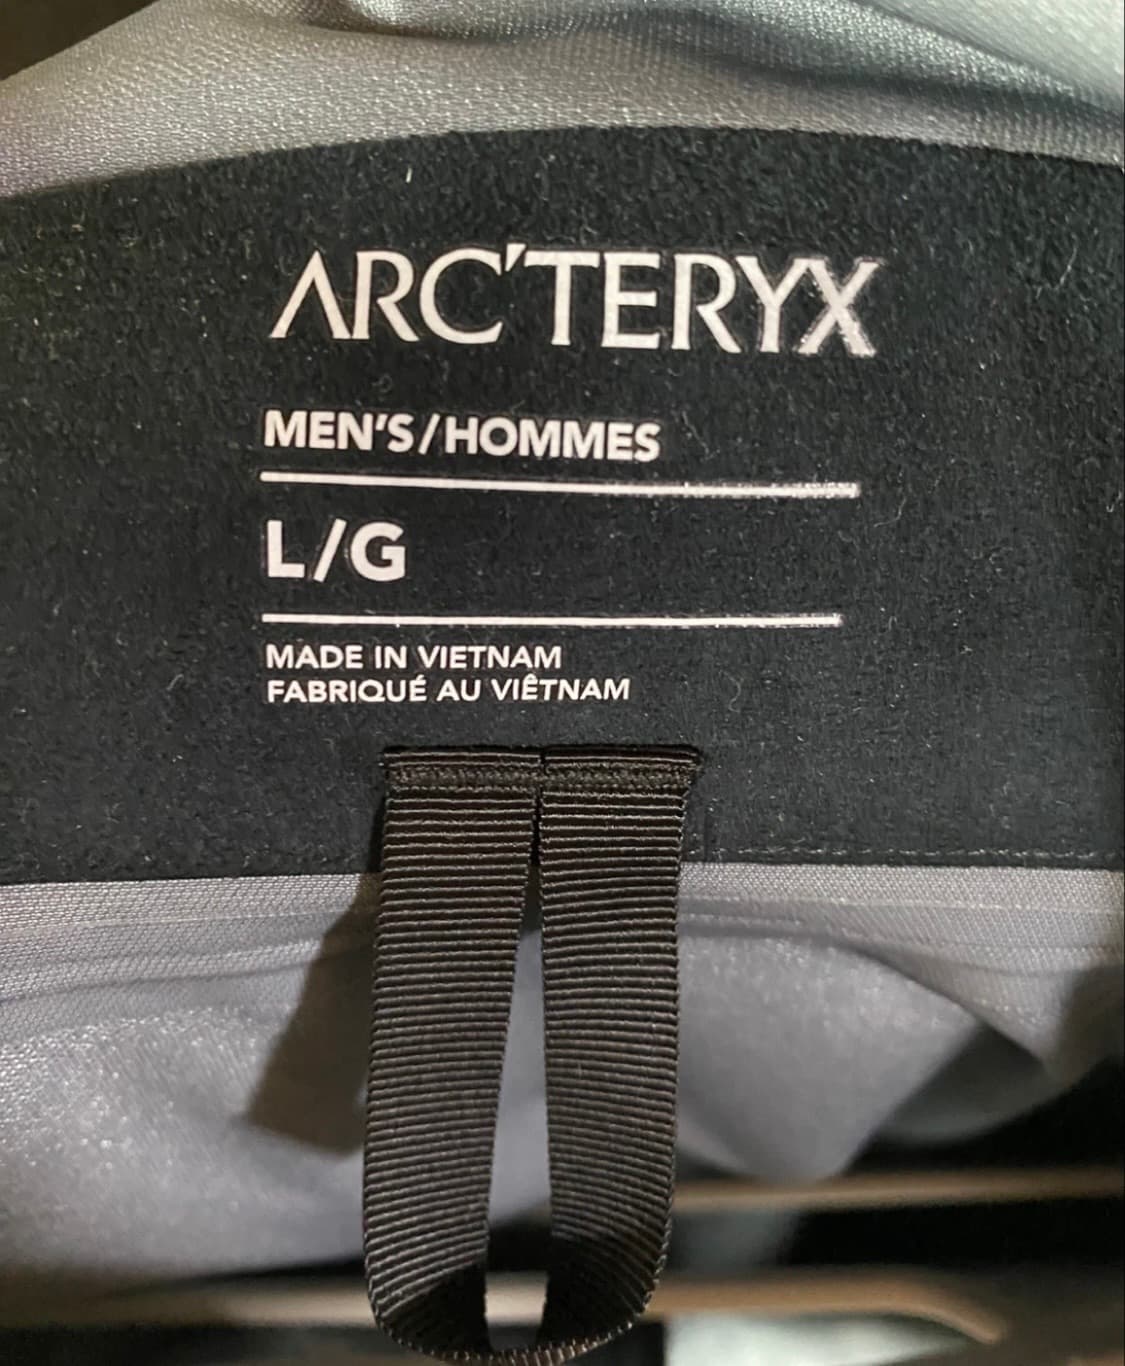 ARC'TERYX
MEN'S/HOMMES
L/G
MADE IN VIETNAM
FABRIQUÉ AU VIÊTNAM